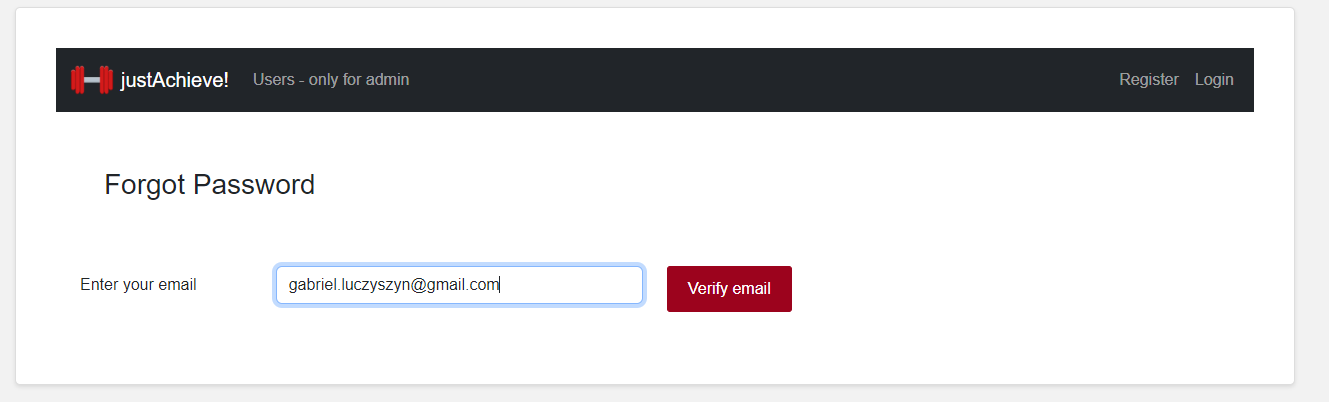 justAchieve! Users - only for admin Register Login
Forgot Password
Enter your email gabriel.luczyszyn@gmail.com Verify email